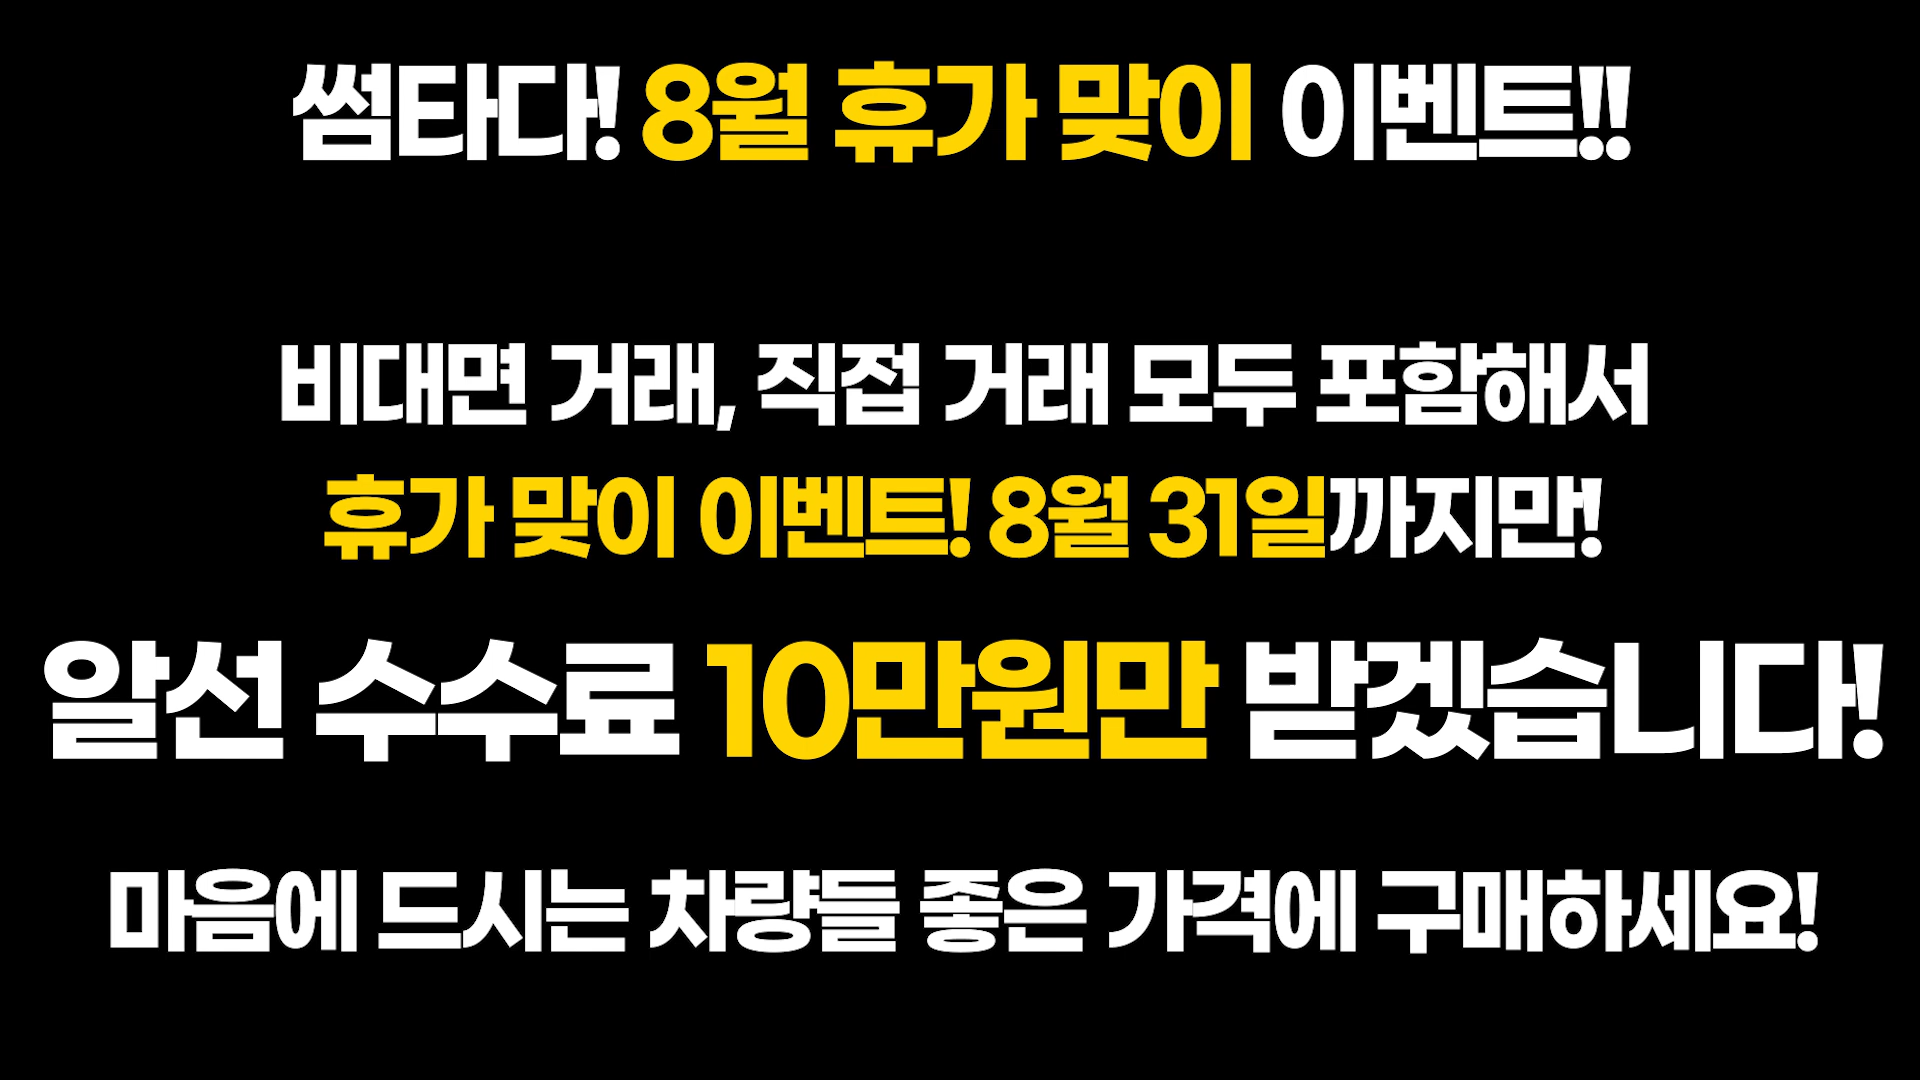 썸타다! 8월 휴가 맞이 이벤트!!
비대면 거래, 직접 거래 모두 포함해서
휴가 맞이 이벤트! 8월 31일까지만!
알선 수수료 10만원만 받겠습니다!
마음에 드시는 차량들 좋은 가격에 구매하세요!